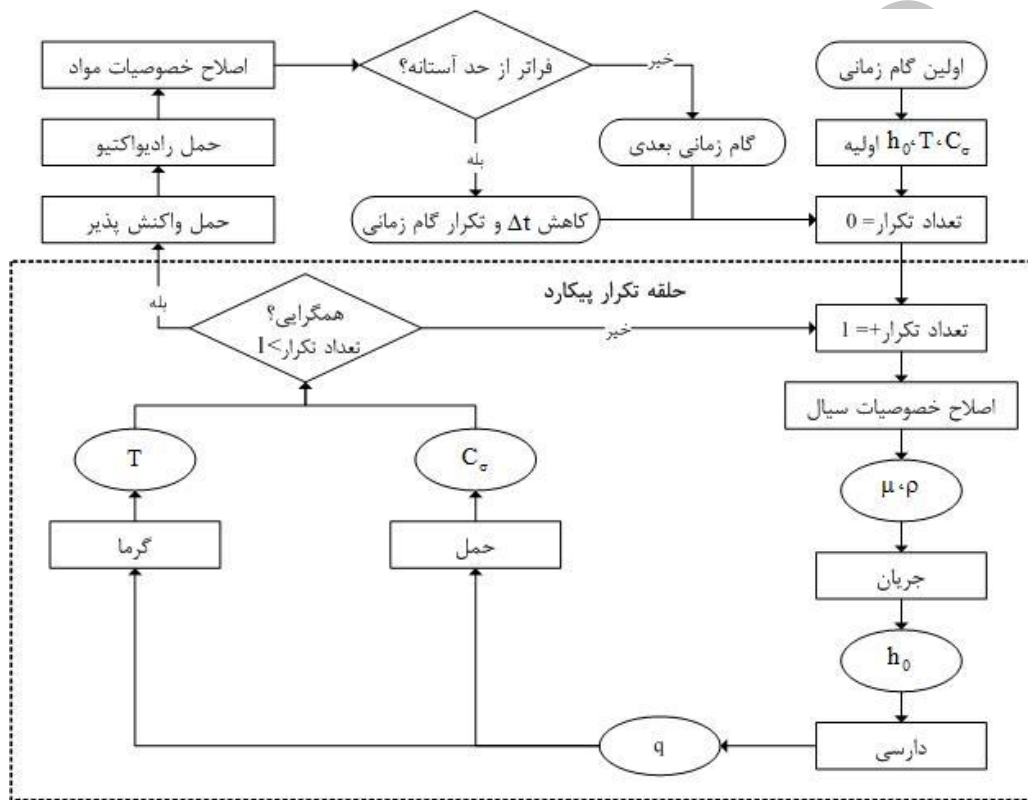 اولین گام زمانی
h₀،T،Cσ اولیه
تعداد تکرار= 0
اصلاح خصوصیات مواد
فراتر از حد آستانه؟
خیر
بله
گام زمانی بعدی
کاهش Δt و تکرار گام زمانی
حمل رادیواکتیو
حمل واکنش پذیر
حلقه تکرار پیکارد
بله
همگرایی؟
تعداد تکرار>1
خیر
تعداد تکرار+= 1
اصلاح خصوصیات سیال
μ،ρ
جریان
h₀
دارسی
q
حمل
Cσ
گرما
T